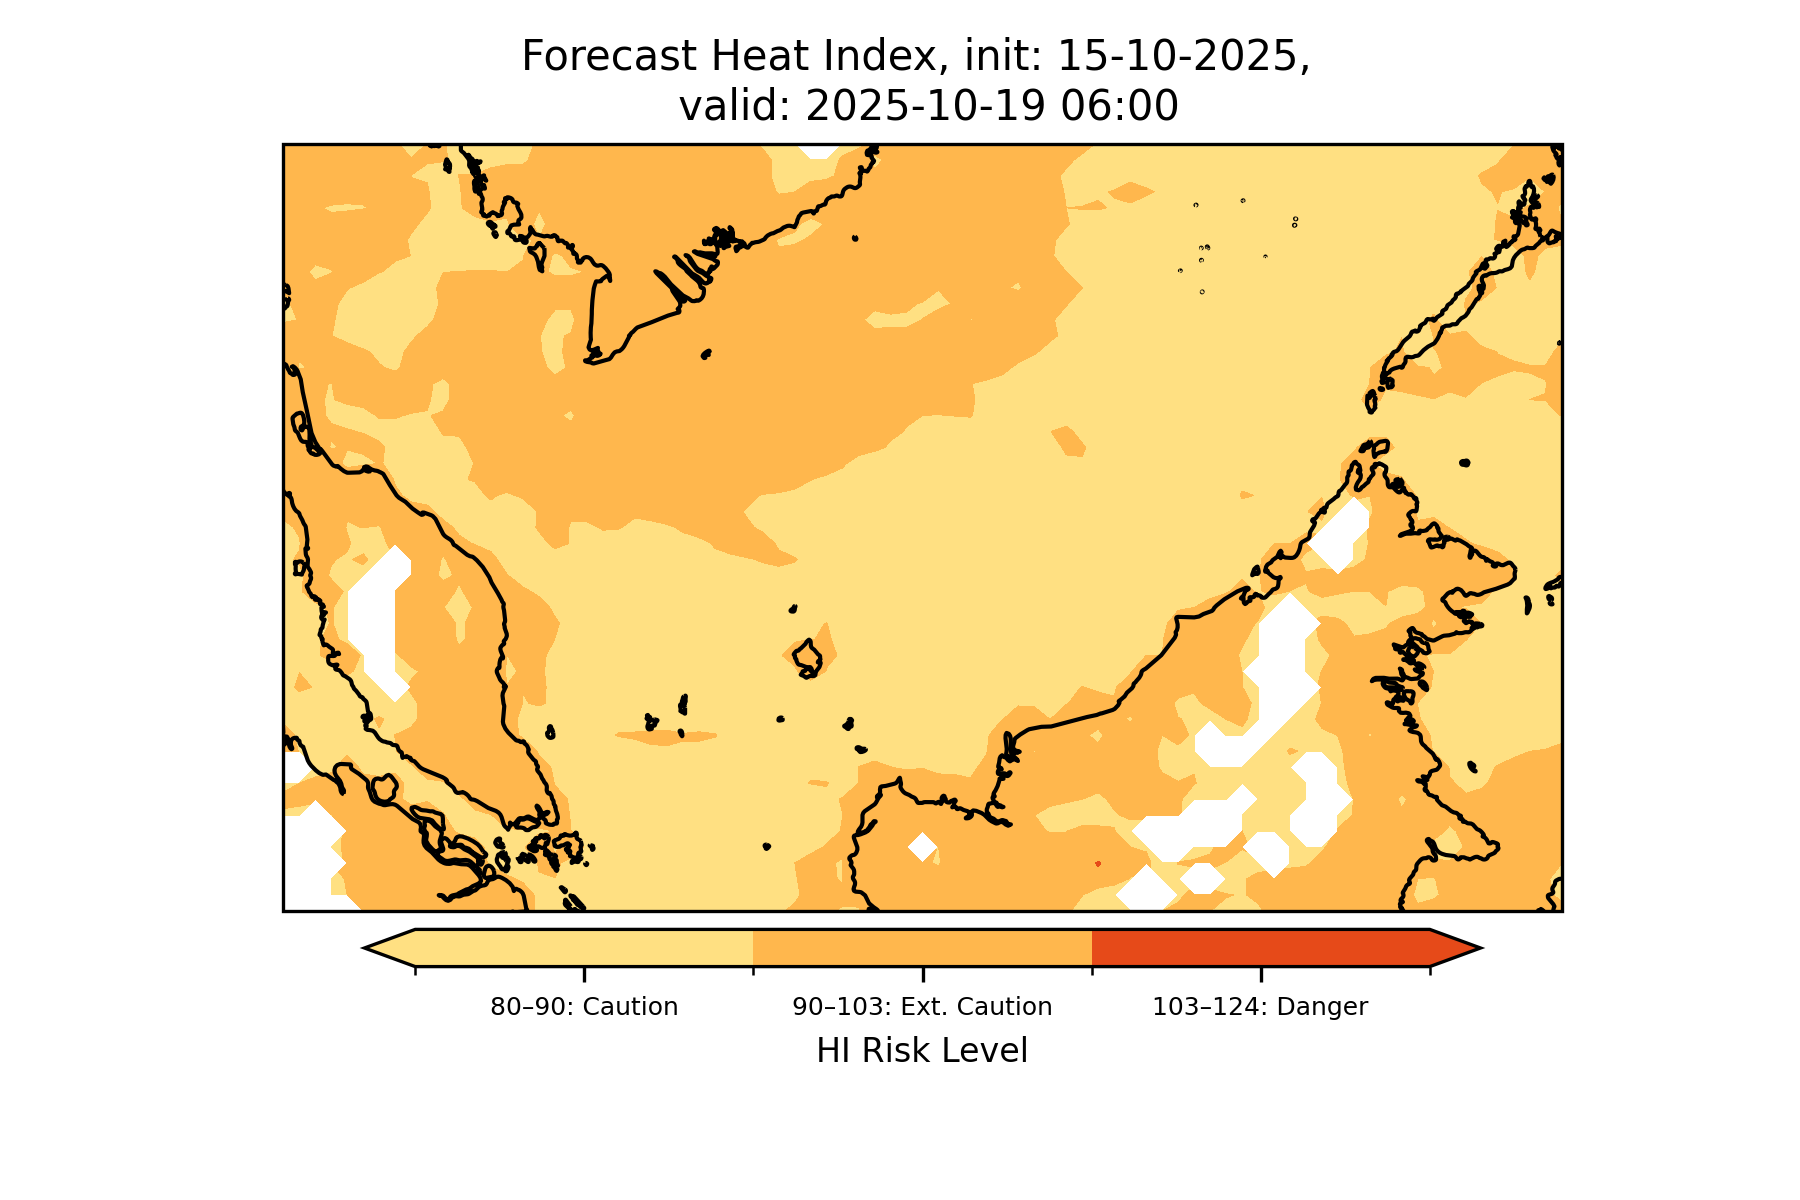 Forecast Heat Index, init: 15-10-2025,
valid: 2025-10-19 06:00
80–90: Caution
90–103: Ext. Caution
103–124: Danger
HI Risk Level